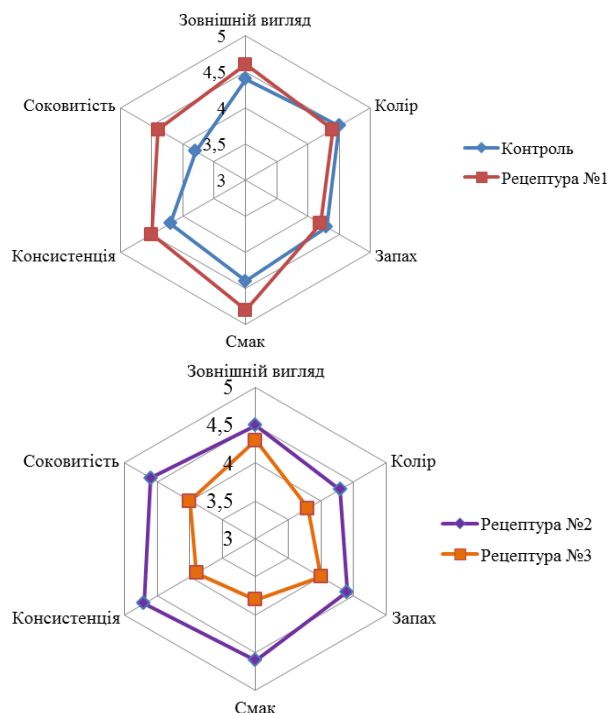 Зовнішній вигляд
5
4,5
4
3,5
3
Колір
Запах
Смак
Консистенція
Соковитість
Контроль
Рецептура №1
Зовнішній вигляд
5
4,5
4
3,5
3
Колір
Запах
Смак
Консистенція
Соковитість
Рецептура №2
Рецептура №3